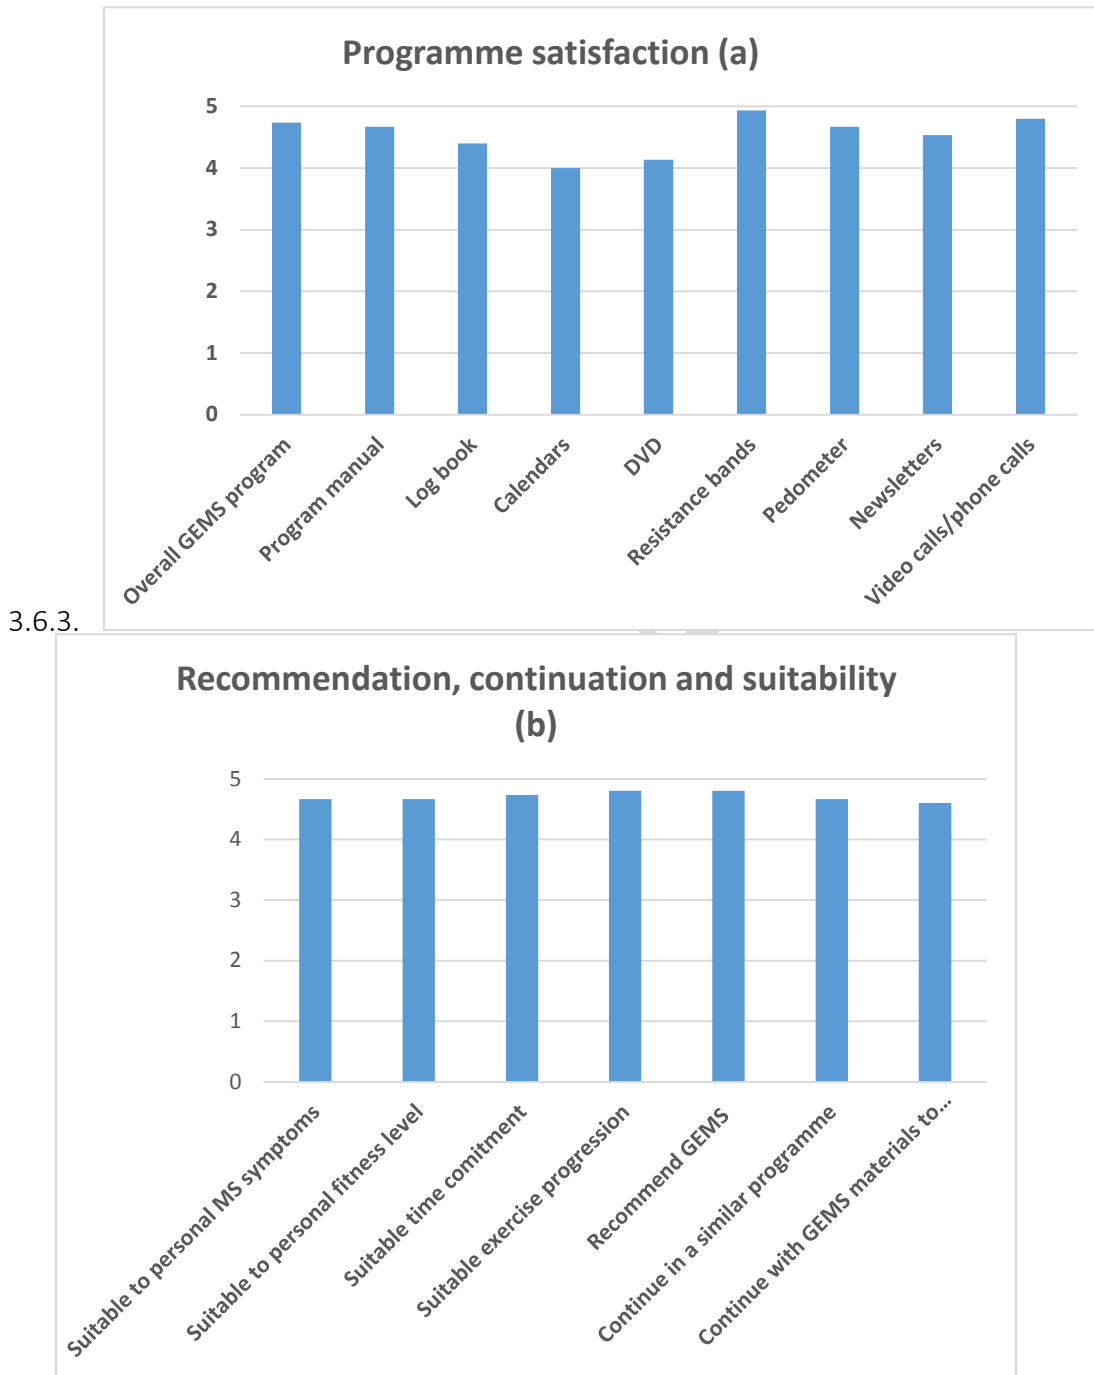 Programme satisfaction (a)
5
4
3
2
1
0
Overall GEMS program
Program manual
Log book
Calendars
DVD
Resistance bands
Pedometer
Newsletters
Video calls/phone calls
3.6.3.
Recommendation, continuation and suitability
(b)
5
4
3
2
1
0
Suitable to personal MS symptoms
Suitable to personal fitness level
Suitable time comitment
Suitable exercise progression
Recommend GEMS
Continue in a similar programme
Continue with GEMS materials to...